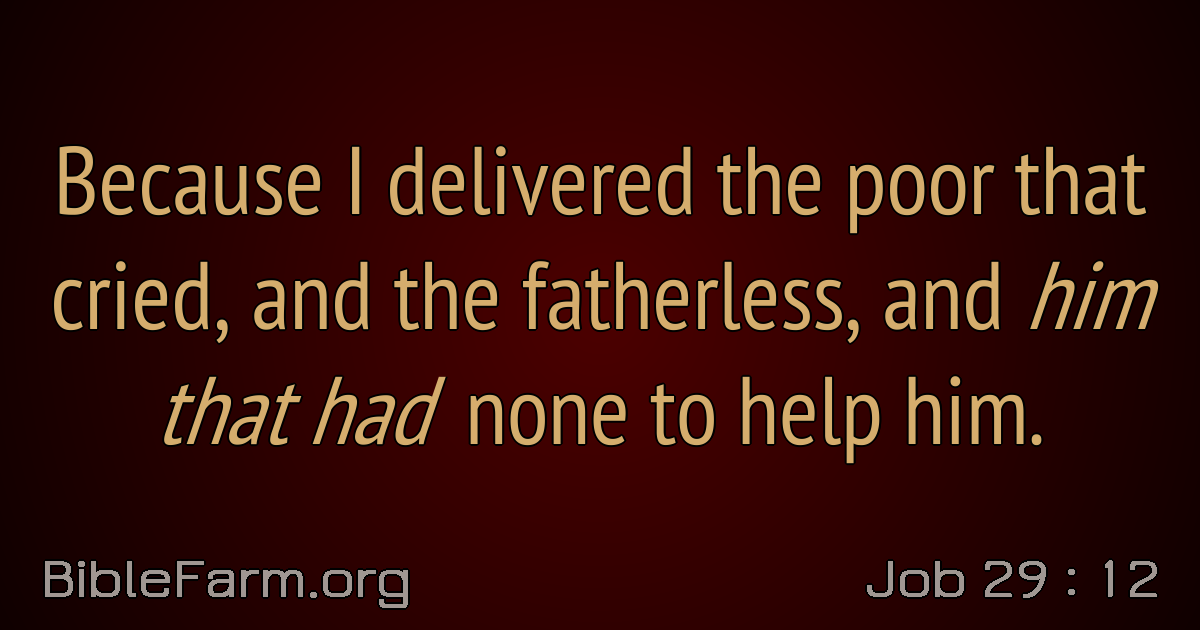 Because I delivered the poor that
cried, and the fatherless, and him
that had none to help him.
BibleFarm.org
Job 29 : 12